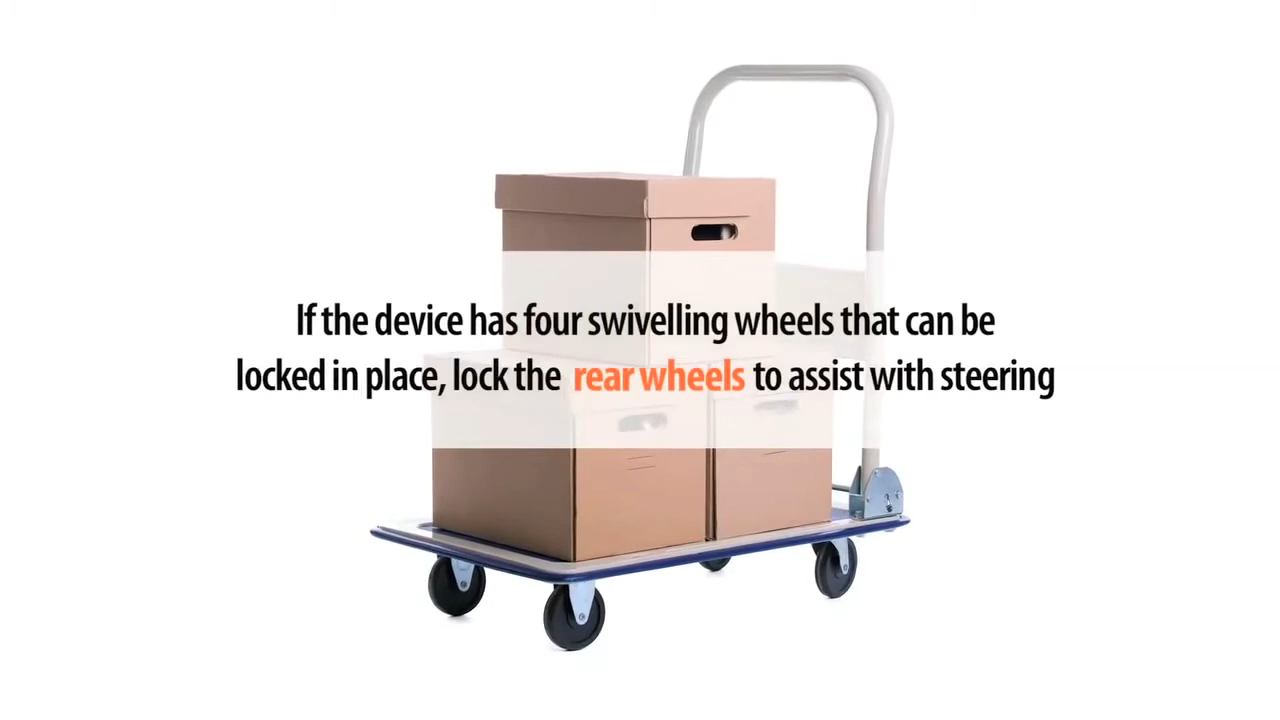 If the device has four swivelling wheels that can be
locked in place, lock the rear wheels to assist with steering